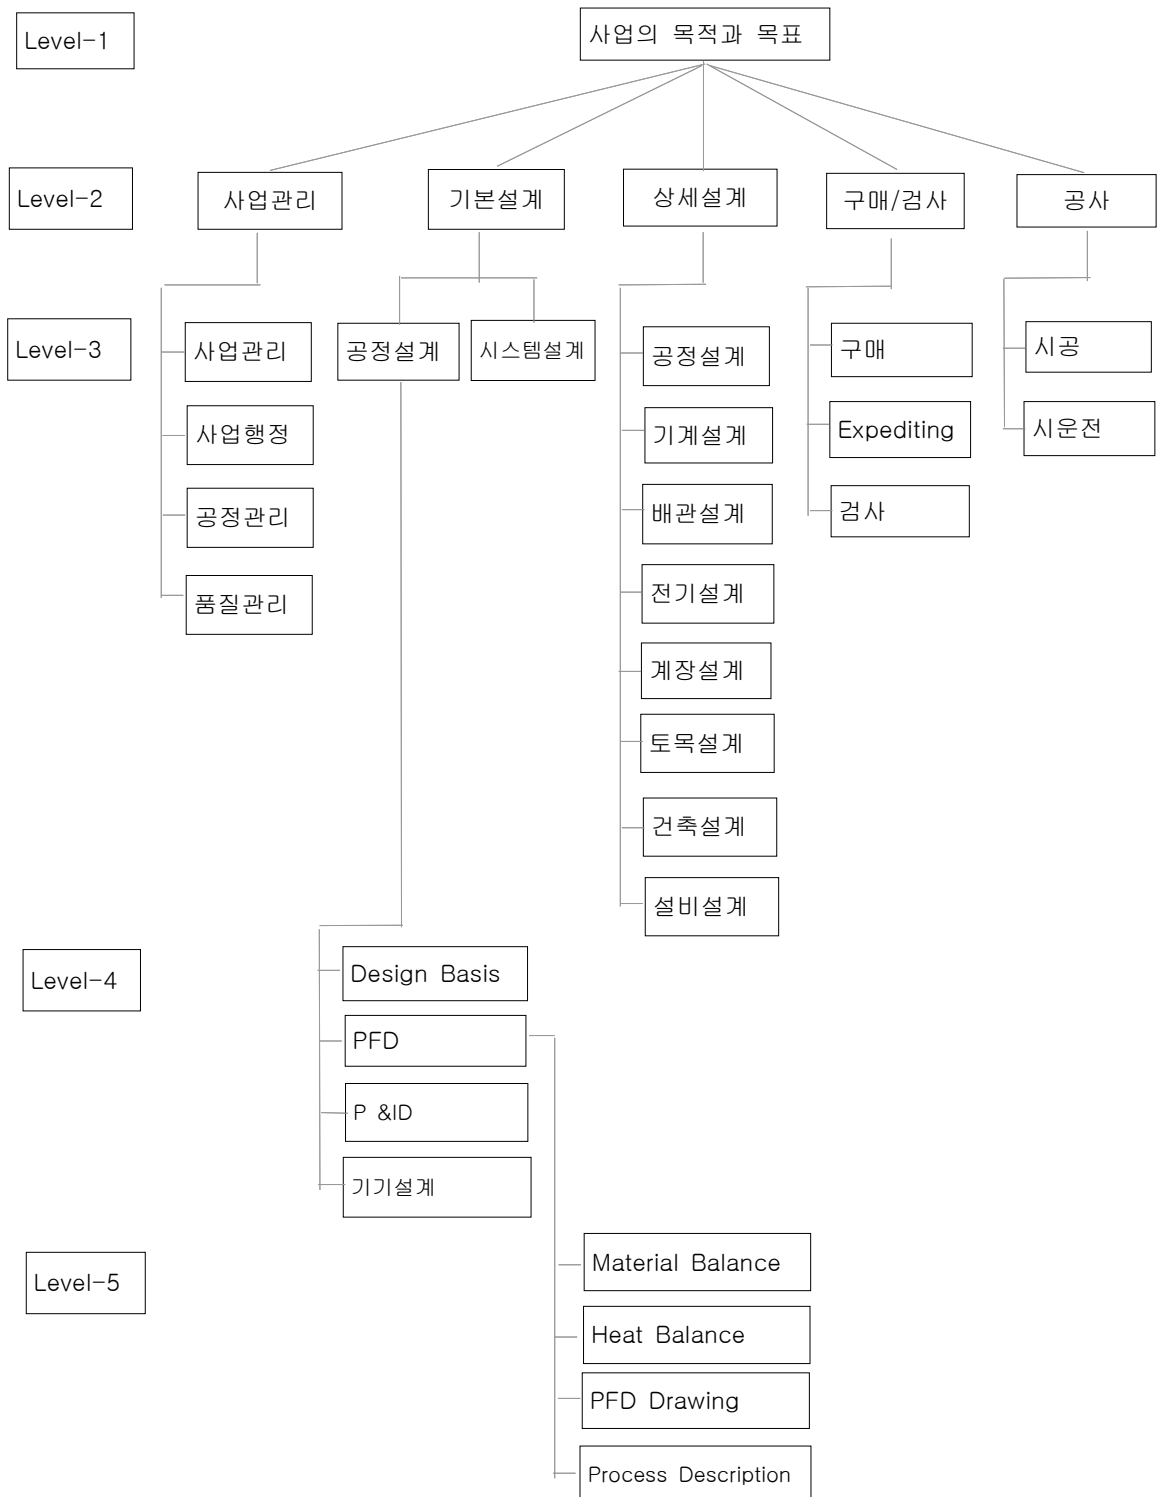 Level-1
사업의 목적과 목표
Level-2
사업관리
기본설계
상세설계
구매/검사
공사
Level-3
사업관리
공정설계
시스템설계
공정설계
구매
시공
사업행정
기계설계
Expediting
시운전
공정관리
배관설계
검사
품질관리
전기설계
계장설계
토목설계
건축설계
설비설계
Level-4
Design Basis
PFD
P &ID
기기설계
Level-5
Material Balance
Heat Balance
PFD Drawing
Process Description